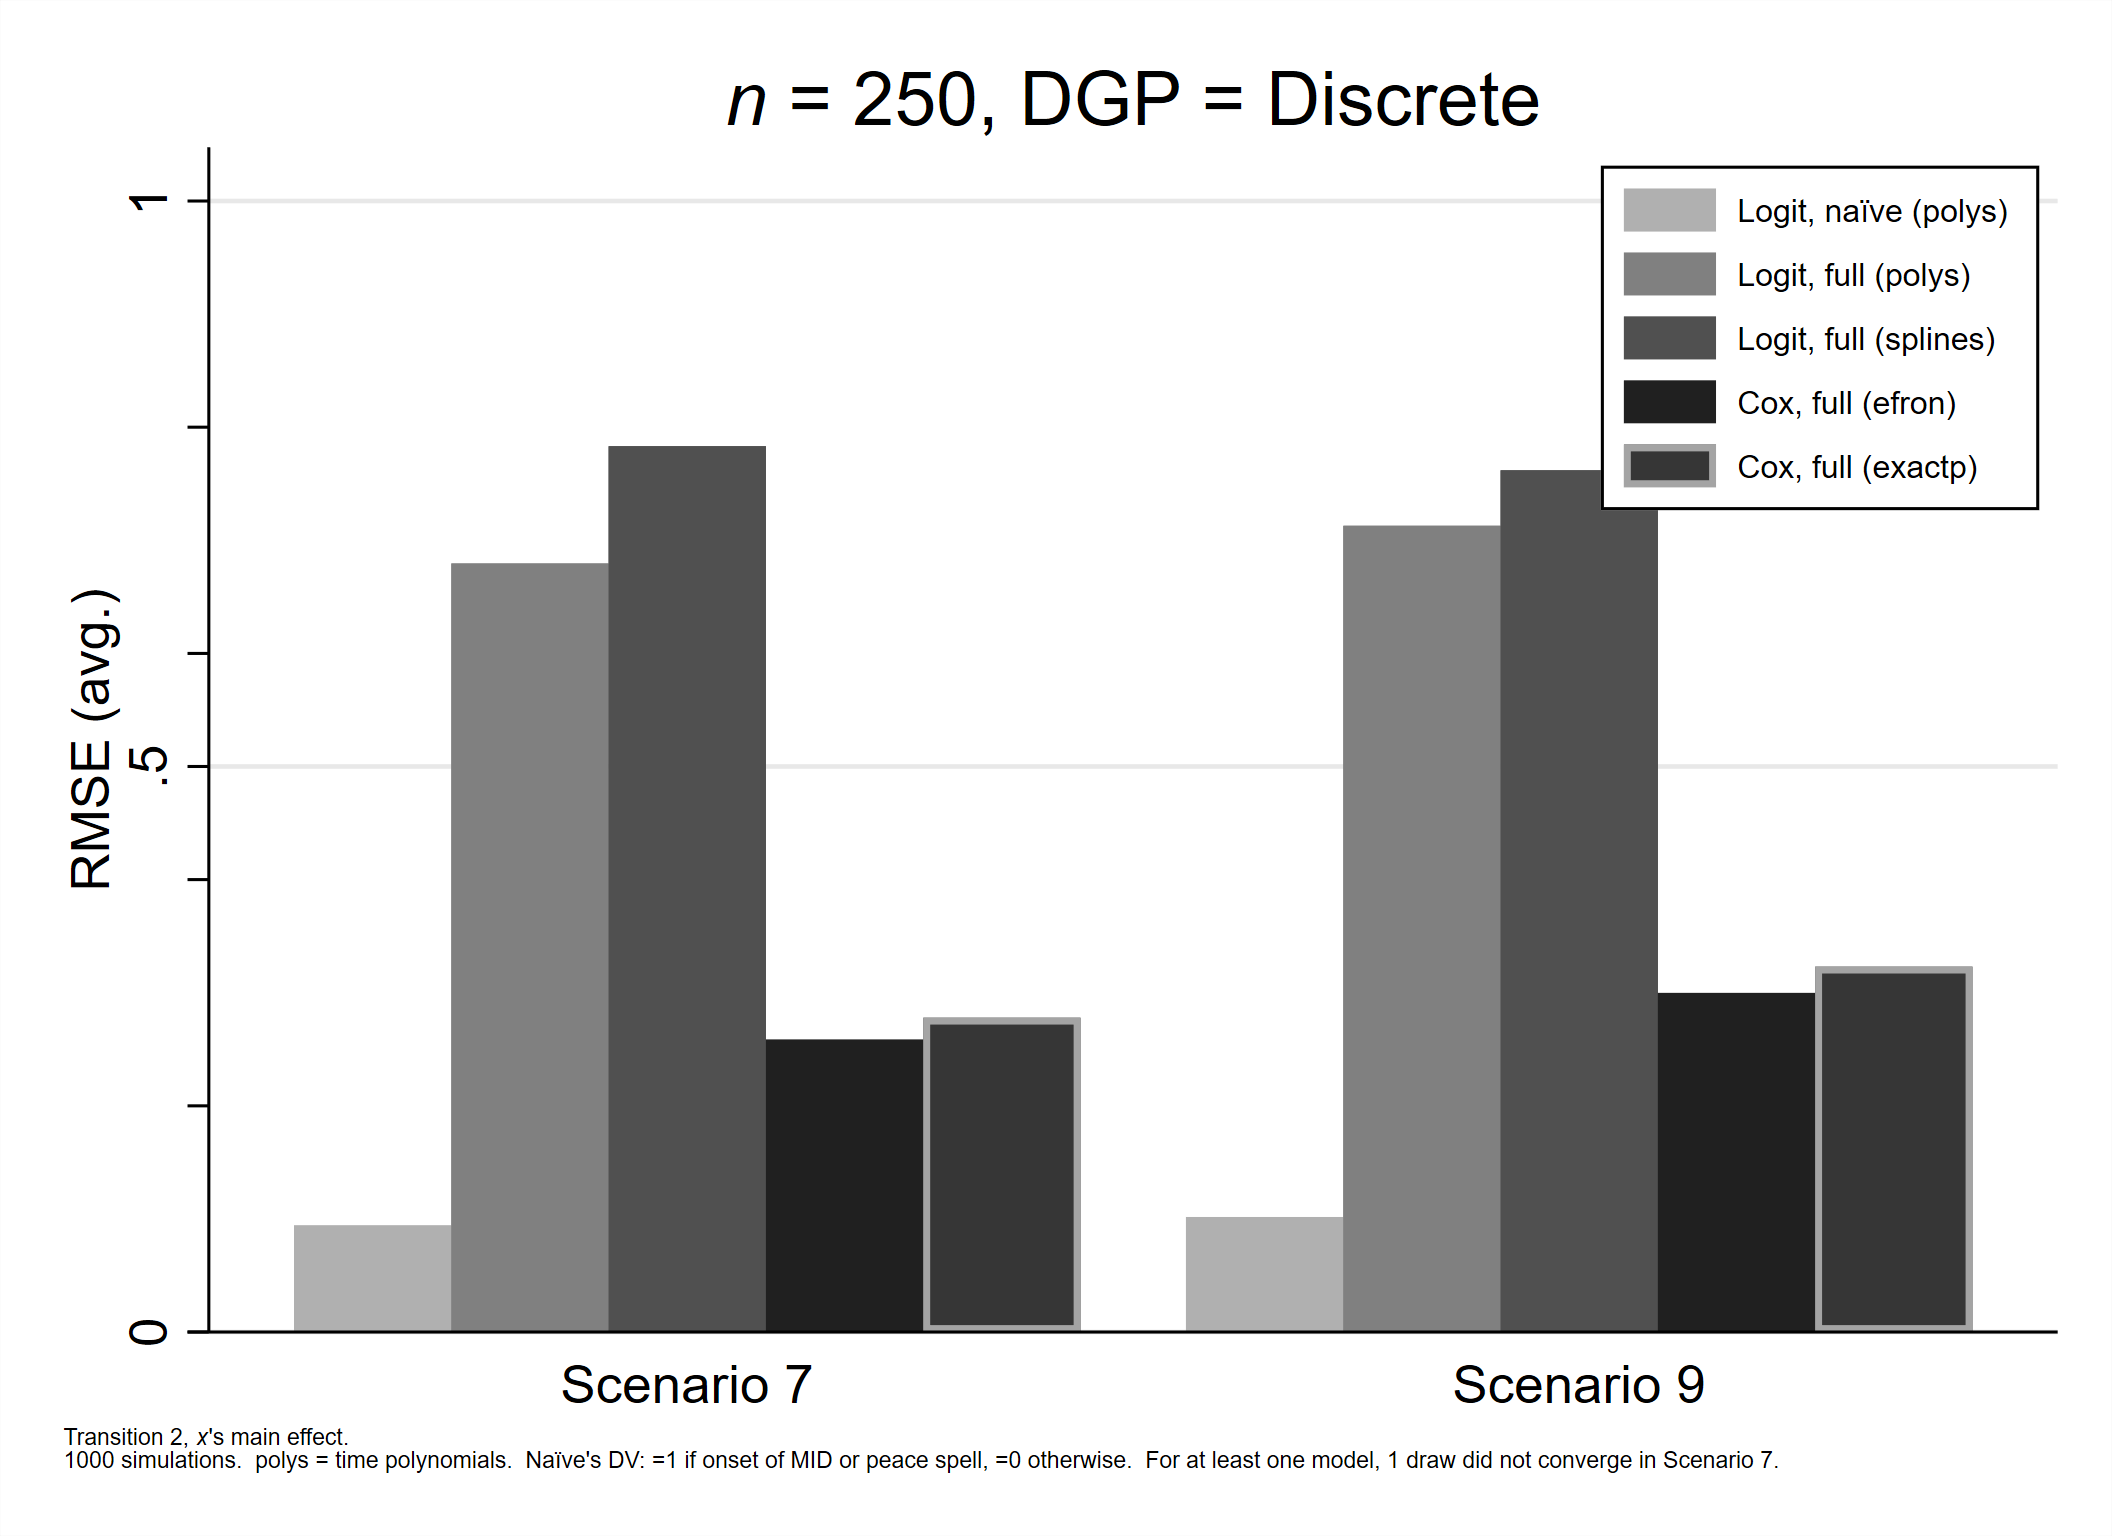 n = 250, DGP = Discrete
1
.5
0
RMSE (avg.)
Logit, naïve (polys)
Logit, full (polys)
Logit, full (splines)
Cox, full (efron)
Cox, full (exactp)
Scenario 7
Scenario 9
Transition 2, x's main effect.
1000 simulations.  polys = time polynomials.  Naïve's DV: =1 if onset of MID or peace spell, =0 otherwise.  For at least one model, 1 draw did not converge in Scenario 7.